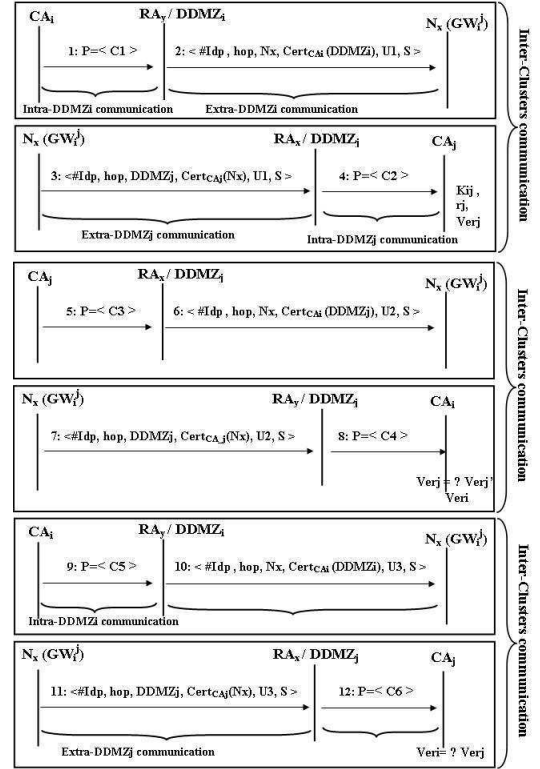 CAi RAy / DDMZi Nx (GWij)
1: P=< C1 > 2: < #Idp , hop, Nx, CertCAi (DDMZi), U1, S >
Intra-DDMZi communication Extra-DDMZi communication
Nx (GWij) RAx / DDMZj CAj
3: <#Idp, hop, DDMZj, CertCAj(Nx), U1, S > 4: P=< C2 >
Kij ,
rj,
Verj
Extra-DDMZj communication Intra-DDMZj communication
Inter-Clusters communication
CAj RAx / DDMZj Nx (GWij)
5: P=< C3 > 6: < #Idp , hop, Nx, CertCAi (DDMZj), U2, S >
Nx (GWij) RAy / DDMZj CAi
7: <#Idp, hop, DDMZj, CertCA_j(Nx), U2, S > 8: P=< C4 >
Verj = ? Verj'
Veri
Inter-Clusters communication
CAi RAy / DDMZi Nx (GWij)
9: P=< C5 > 10: < #Idp , hop, Nx, CertCAi (DDMZi), U3, S >
Intra-DDMZi communication
Nx (GWij) RAx / DDMZj CAj
11: <#Idp, hop, DDMZj, CertCAj(Nx), U3, S > 12: P=< C6 >
Extra-DDMZj communication Veri= ? Verj
Inter-Clusters communication